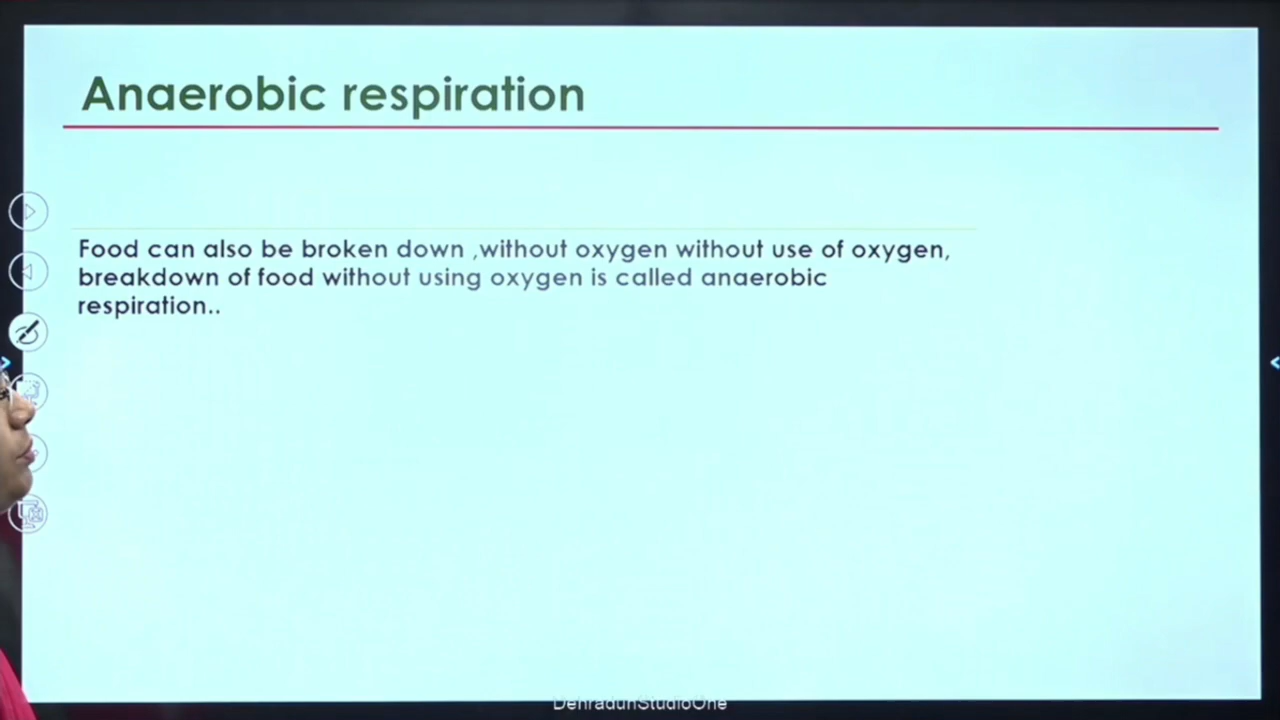 Anaerobic respiration
Food can also be broken down ,without oxygen without use of oxygen,
breakdown of food without using oxygen is called anaerobic
respiration..
DehradunStudioOne